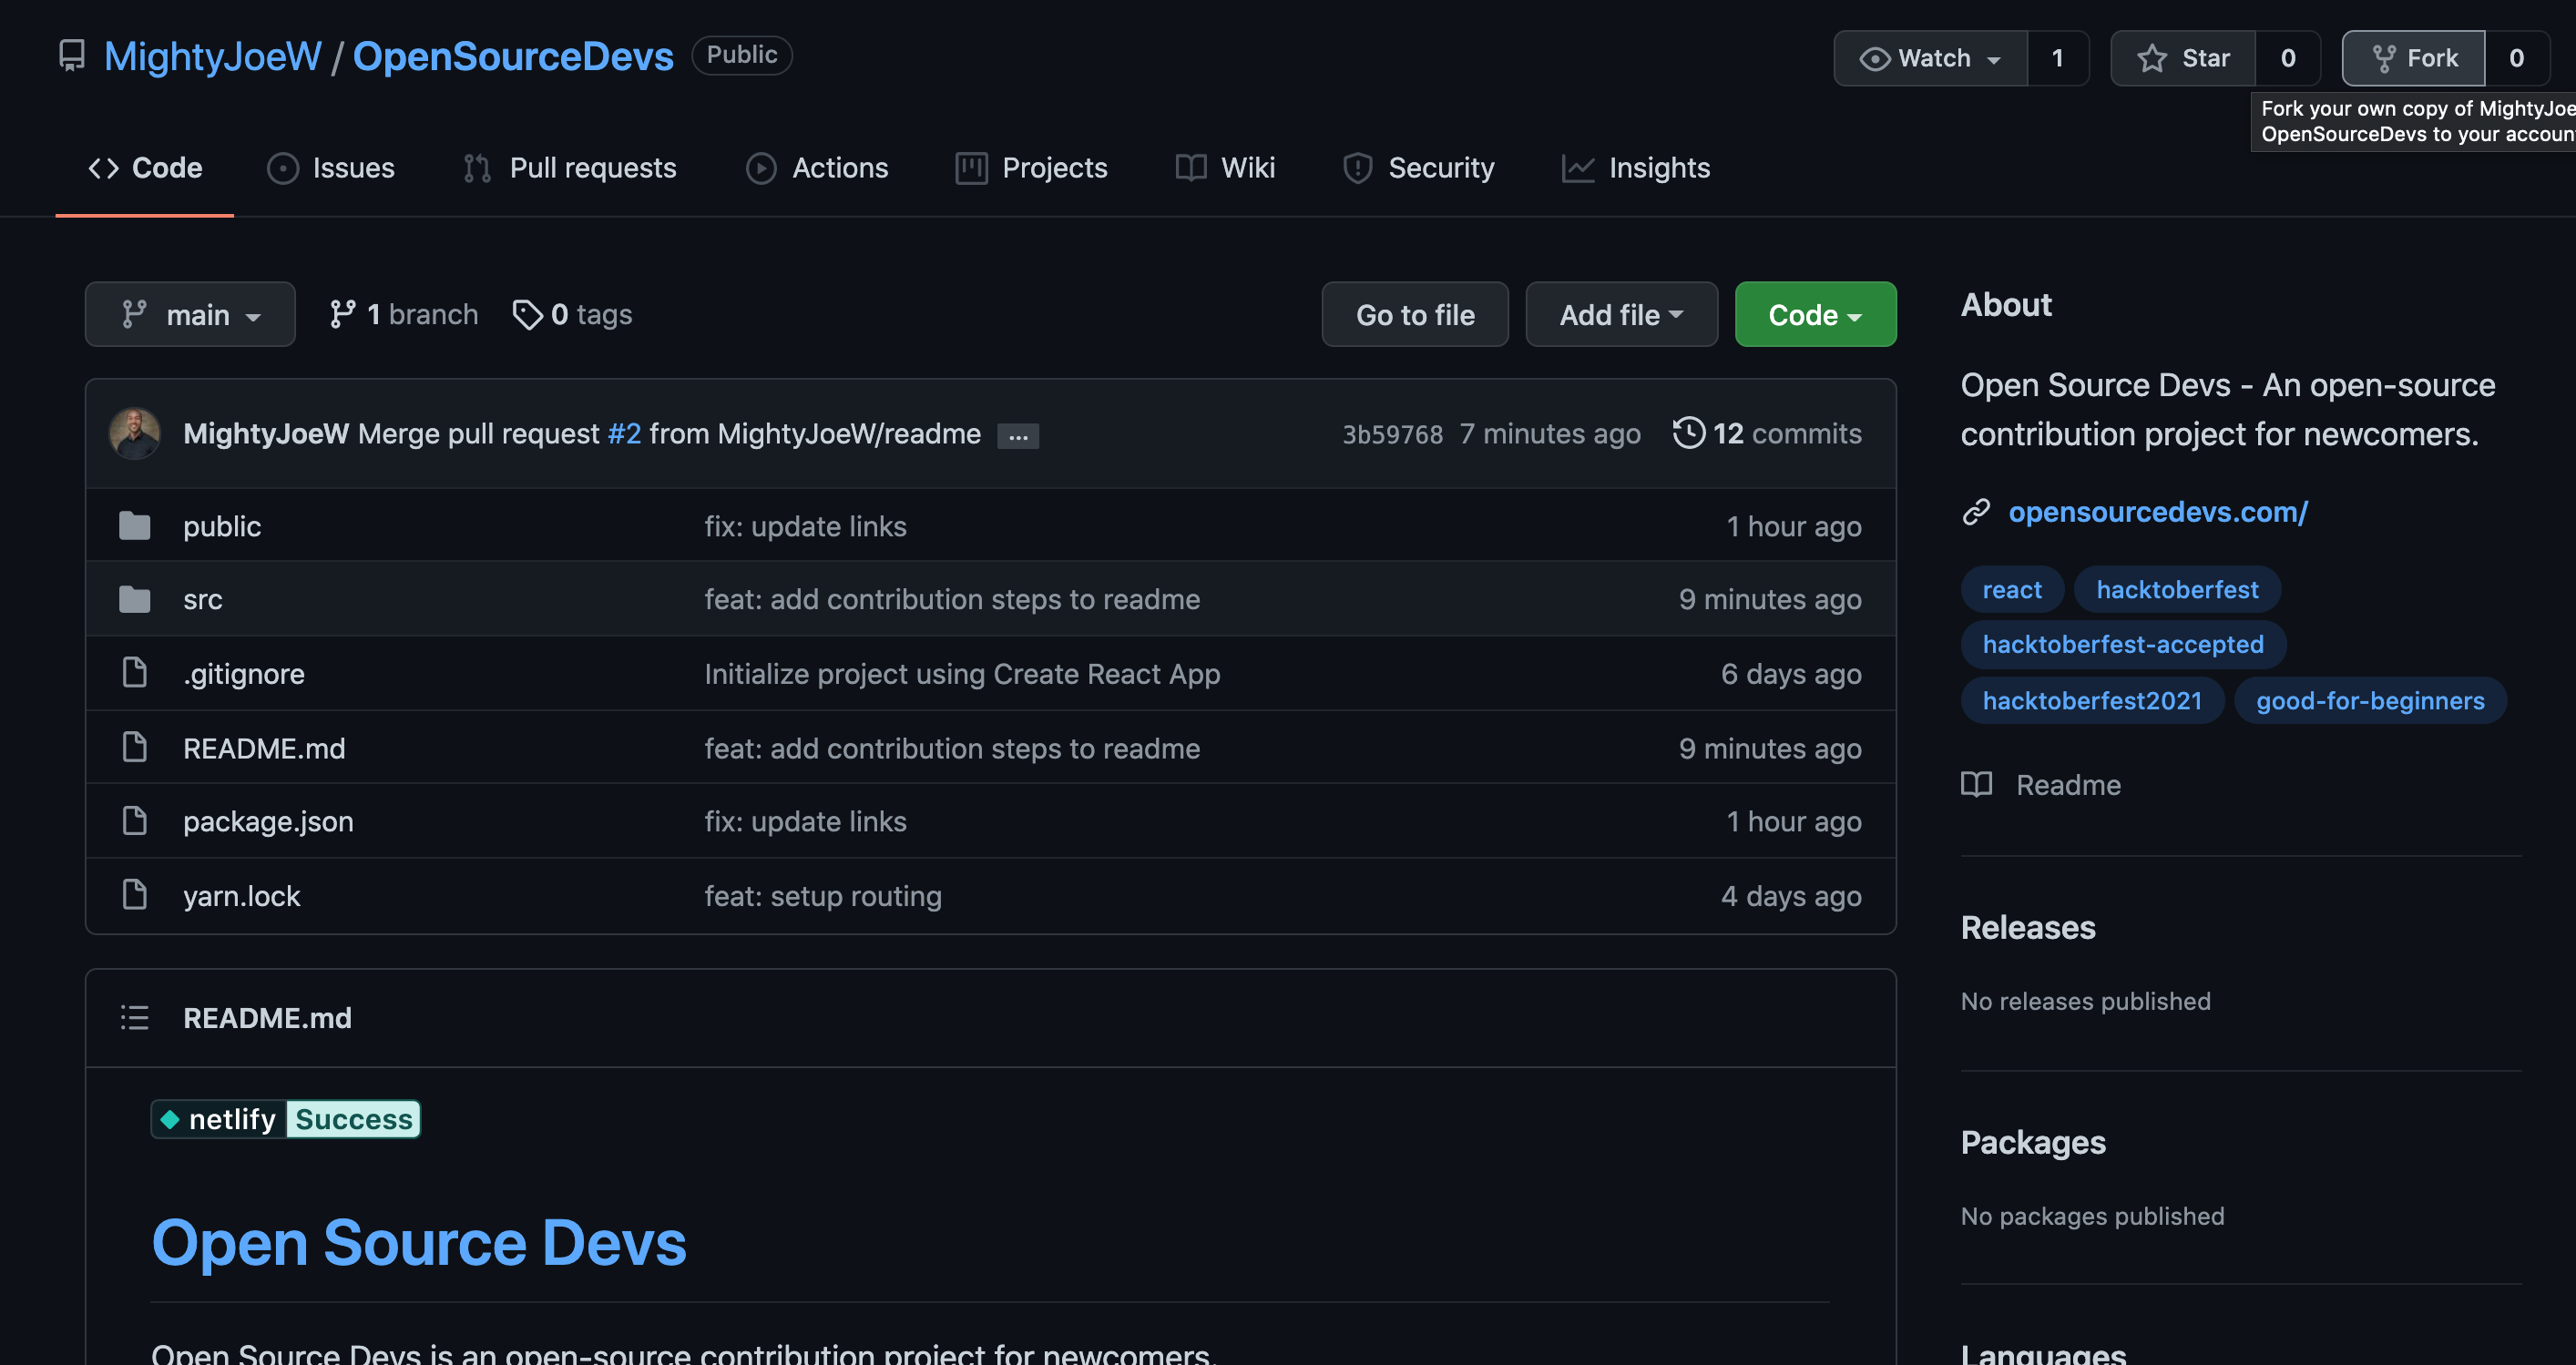 MightyJoeW / OpenSourceDevs Public
Watch 1 Star 0 Fork 0
Fork your own copy of MightyJoe
OpenSourceDevs to your accoun
Code Issues Pull requests Actions Projects Wiki Security Insights
main 1 branch 0 tags Go to file Add file Code
MightyJoeW Merge pull request #2 from MightyJoeW/readme ... 3b59768 7 minutes ago 12 commits
public fix: update links 1 hour ago
src feat: add contribution steps to readme 9 minutes ago
.gitignore Initialize project using Create React App 6 days ago
README.md feat: add contribution steps to readme 9 minutes ago
package.json fix: update links 1 hour ago
yarn.lock feat: setup routing 4 days ago
README.md
netlify Success
Open Source Devs
Open Source Devs is an open-source contribution project for newcomers.
About
Open Source Devs - An open-source
contribution project for newcomers.
opensourcedevs.com/
react hacktoberfest
hacktoberfest-accepted
hacktoberfest2021 good-for-beginners
Readme
Releases
No releases published
Packages
No packages published
Languages